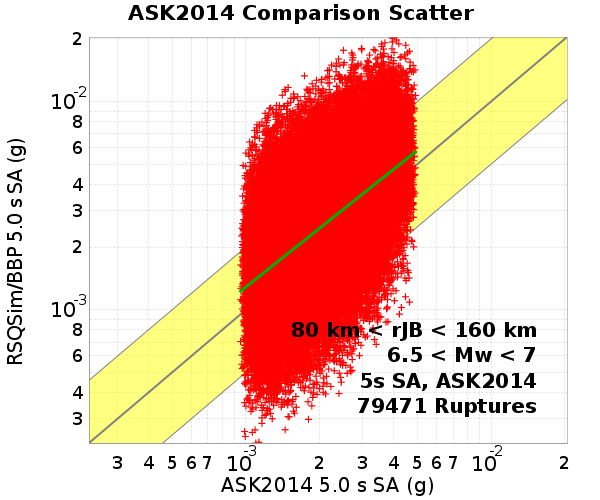 ASK2014 Comparison Scatter
RSQSim/BBP 5.0 s SA (g)
2
10-2
8
6
4
3
2
10-3
8
6
4
3
80 km < rJB < 160 km
6.5 < Mw < 7
5s SA, ASK2014
79471 Ruptures
3 4 5 6 7 10-3 2 3 4 5 6 7 10-2 2
ASK2014 5.0 s SA (g)